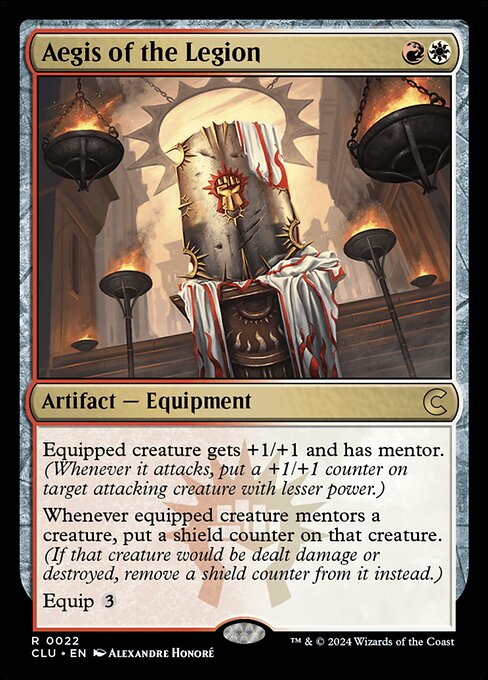 Aegis of the Legion
Artifact — Equipment
Equipped creature gets +1/+1 and has mentor.
(Whenever it attacks, put a +1/+1 counter on
target attacking creature with lesser power.)
Whenever equipped creature mentors a
creature, put a shield counter on that creature.
(If that creature would be dealt damage or
destroyed, remove a shield counter from it instead.)
Equip 3
R 0022
CLU • EN Alexandre Honoré
™ & © 2024 Wizards of the Coast